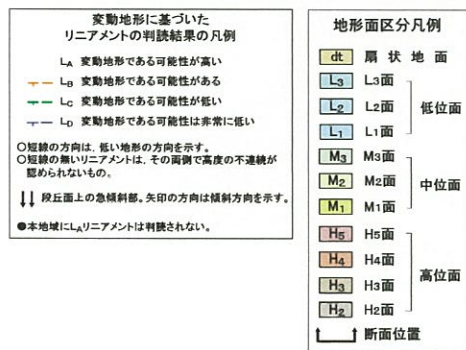 変動地形に基づいた
リニアメントの判読結果の凡例
LA 変動地形である可能性が高い
LB 変動地形である可能性がある
LC 変動地形である可能性が低い
LD 変動地形である可能性は非常に低い
○短線の方向は、低い地形の方向を示す。
○短線の無いリニアメントは、その両側で高度の不連続が
認められないもの。
段丘面上の急傾斜部。矢印の方向は傾斜方向を示す。
●本地域にLAリニアメントは判読されない。
地形面区分凡例
dt 扇状地面
L3 L3面
L2 L2面
L1 L1面
低位面
M3 M3面
M2 M2面
M1 M1面
中位面
H5 H5面
H4 H4面
H3 H3面
H2 H2面
高位面
断面位置